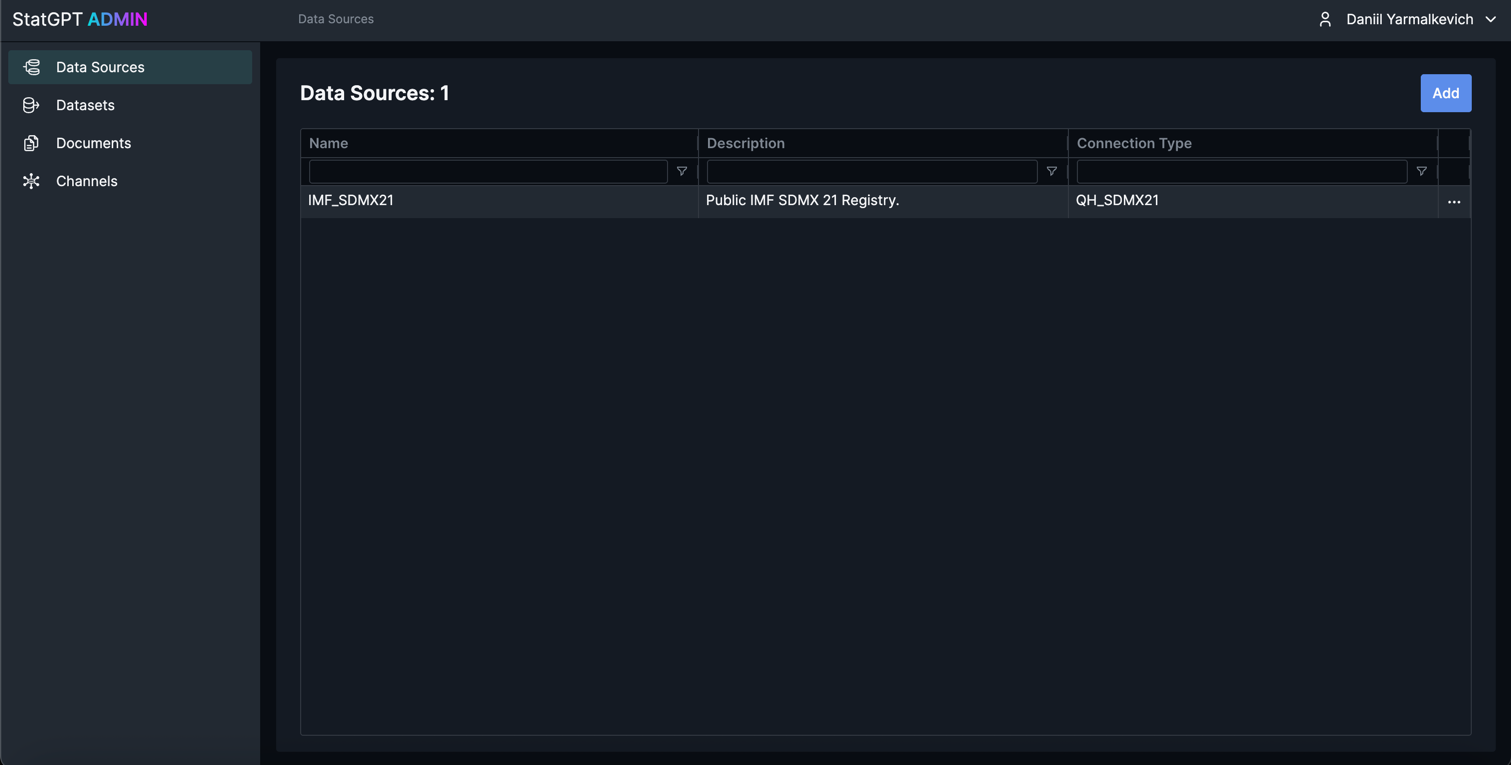 StatGPT ADMIN
Data Sources
Daniil Yarmalkevich
Data Sources
Datasets
Documents
Channels
Data Sources: 1
Add
Name Description Connection Type
IMF_SDMX21 Public IMF SDMX 21 Registry. QH_SDMX21 ...